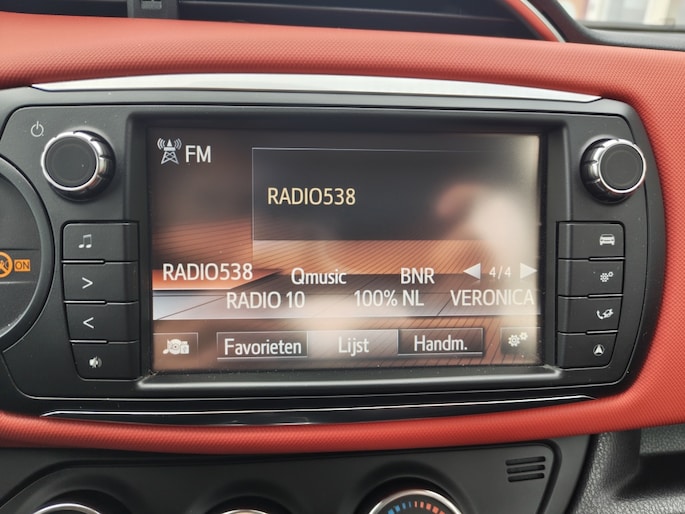 FM
RADIO538
RADIO538 Qmusic BNR 4/4
RADIO 10 100% NL VERONICA
Favorieten Lijst Handm.
ON